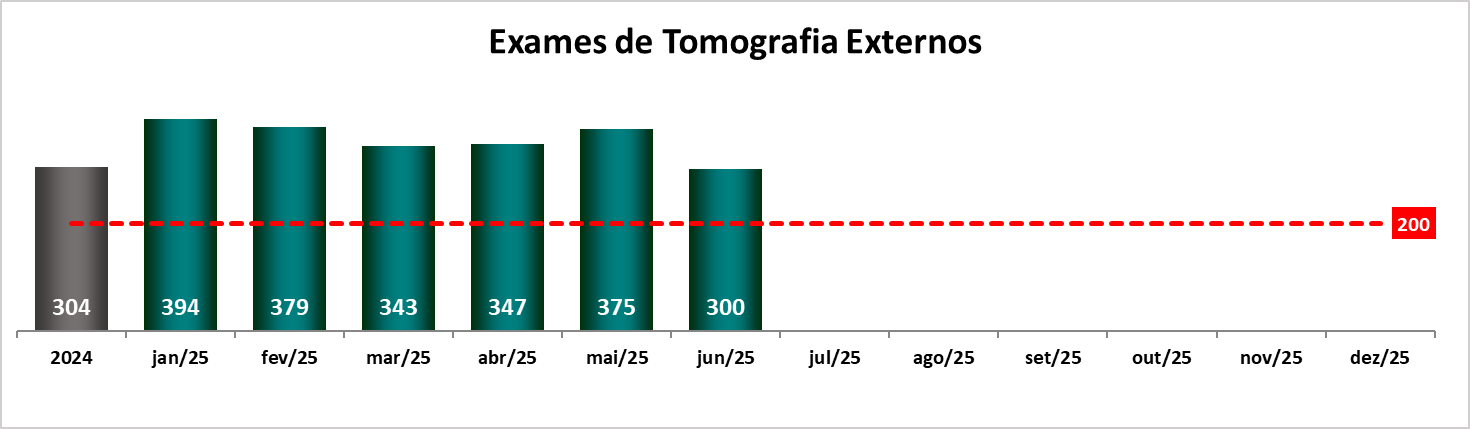 Exames de Tomografia Externos
200
304 394 379 343 347 375 300
2024 jan/25 fev/25 mar/25 abr/25 mai/25 jun/25 jul/25 ago/25 set/25 out/25 nov/25 dez/25